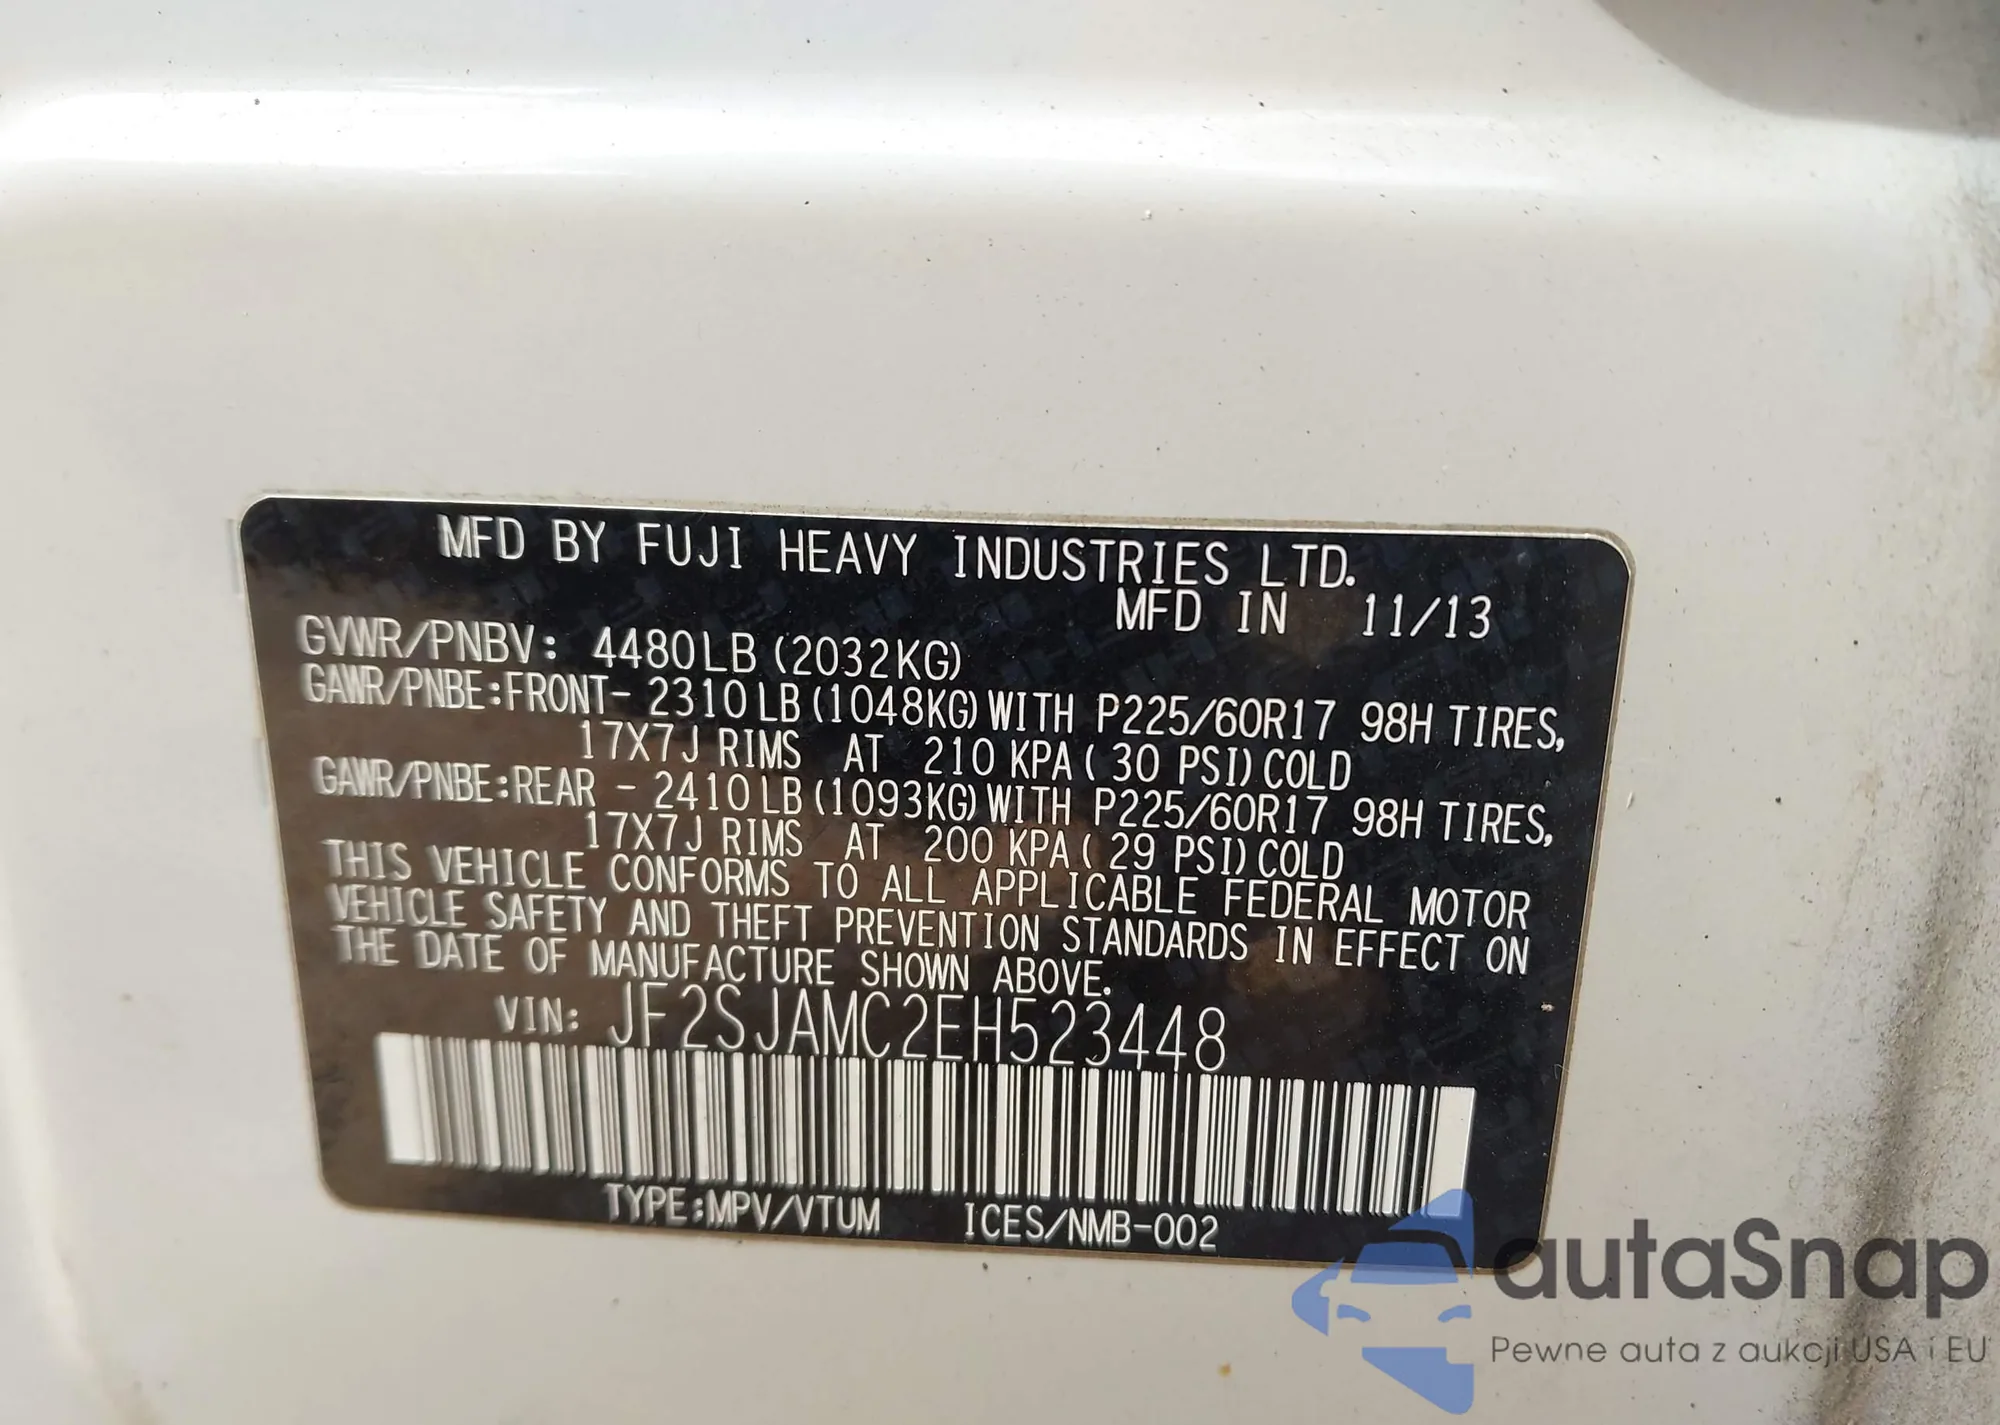 MFD BY FUJI HEAVY INDUSTRIES LTD.
MFD IN 11/13
GVWR/PNBV: 4480LB (2032KG)
GAWR/PNBE:FRONT- 2310LB (1048KG) WITH P225/60R17 98H TIRES,
17X7J RIMS AT 210 KPA ( 30 PSI) COLD
GAWR/PNBE:REAR - 2410LB (1093KG) WITH P225/60R17 98H TIRES,
17X7J RIMS AT 200 KPA ( 29 PSI) COLD
THIS VEHICLE CONFORMS TO ALL APPLICABLE FEDERAL MOTOR
VEHICLE SAFETY AND THEFT PREVENTION STANDARDS IN EFFECT ON
THE DATE OF MANUFACTURE SHOWN ABOVE.
VIN: JF2SJAMC2EH523448
TYPE:MPV/VTUM ICES/NMB-002
autaSnap
Pewne auta z aukcji USA i EU